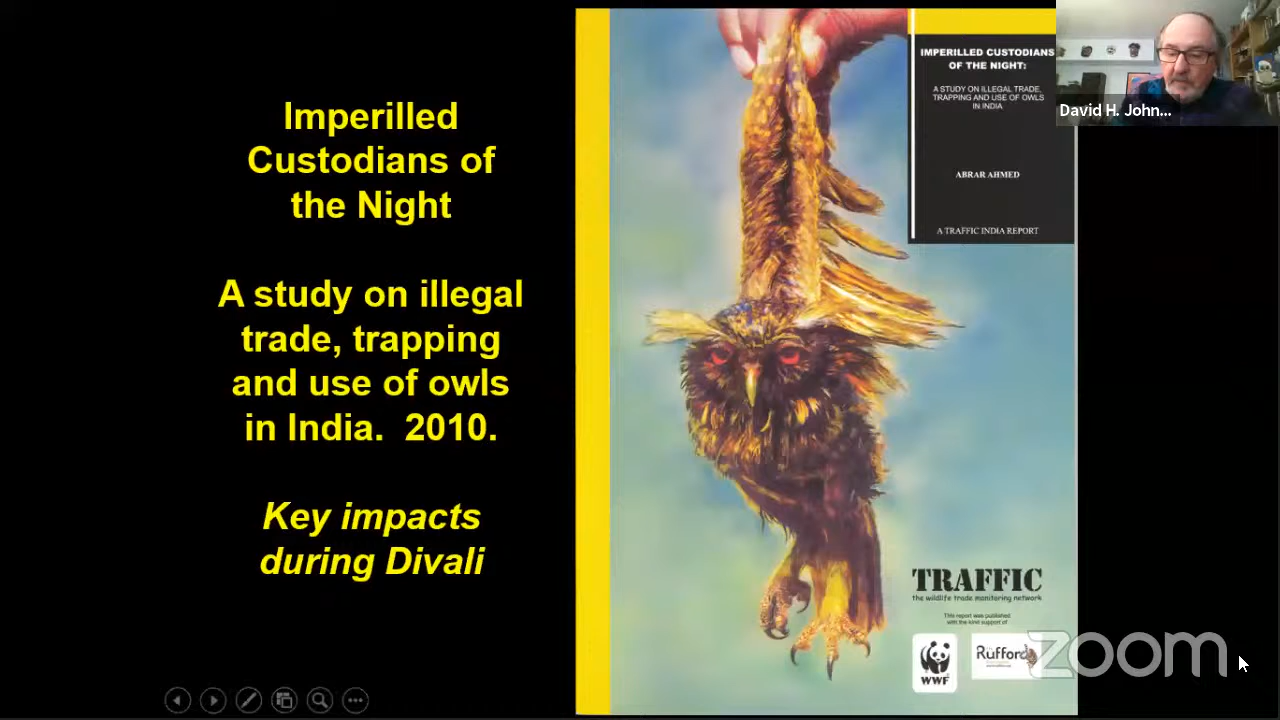 Imperilled
Custodians of
the Night
A study on illegal
trade, trapping
and use of owls
in India.  2010.
Key impacts
during Divali
IMPERILLED CUSTODIANS
OF THE NIGHT:
A STUDY ON ILLEGAL TRADE,
TRAPPING AND USE OF OWLS
IN INDIA
ABRAR AHMED
A TRAFFIC INDIA REPORT
David H. John...
TRAFFIC
the wildlife trade monitoring network
This report was published
with the kind support of
WWF
Rufford
zoom